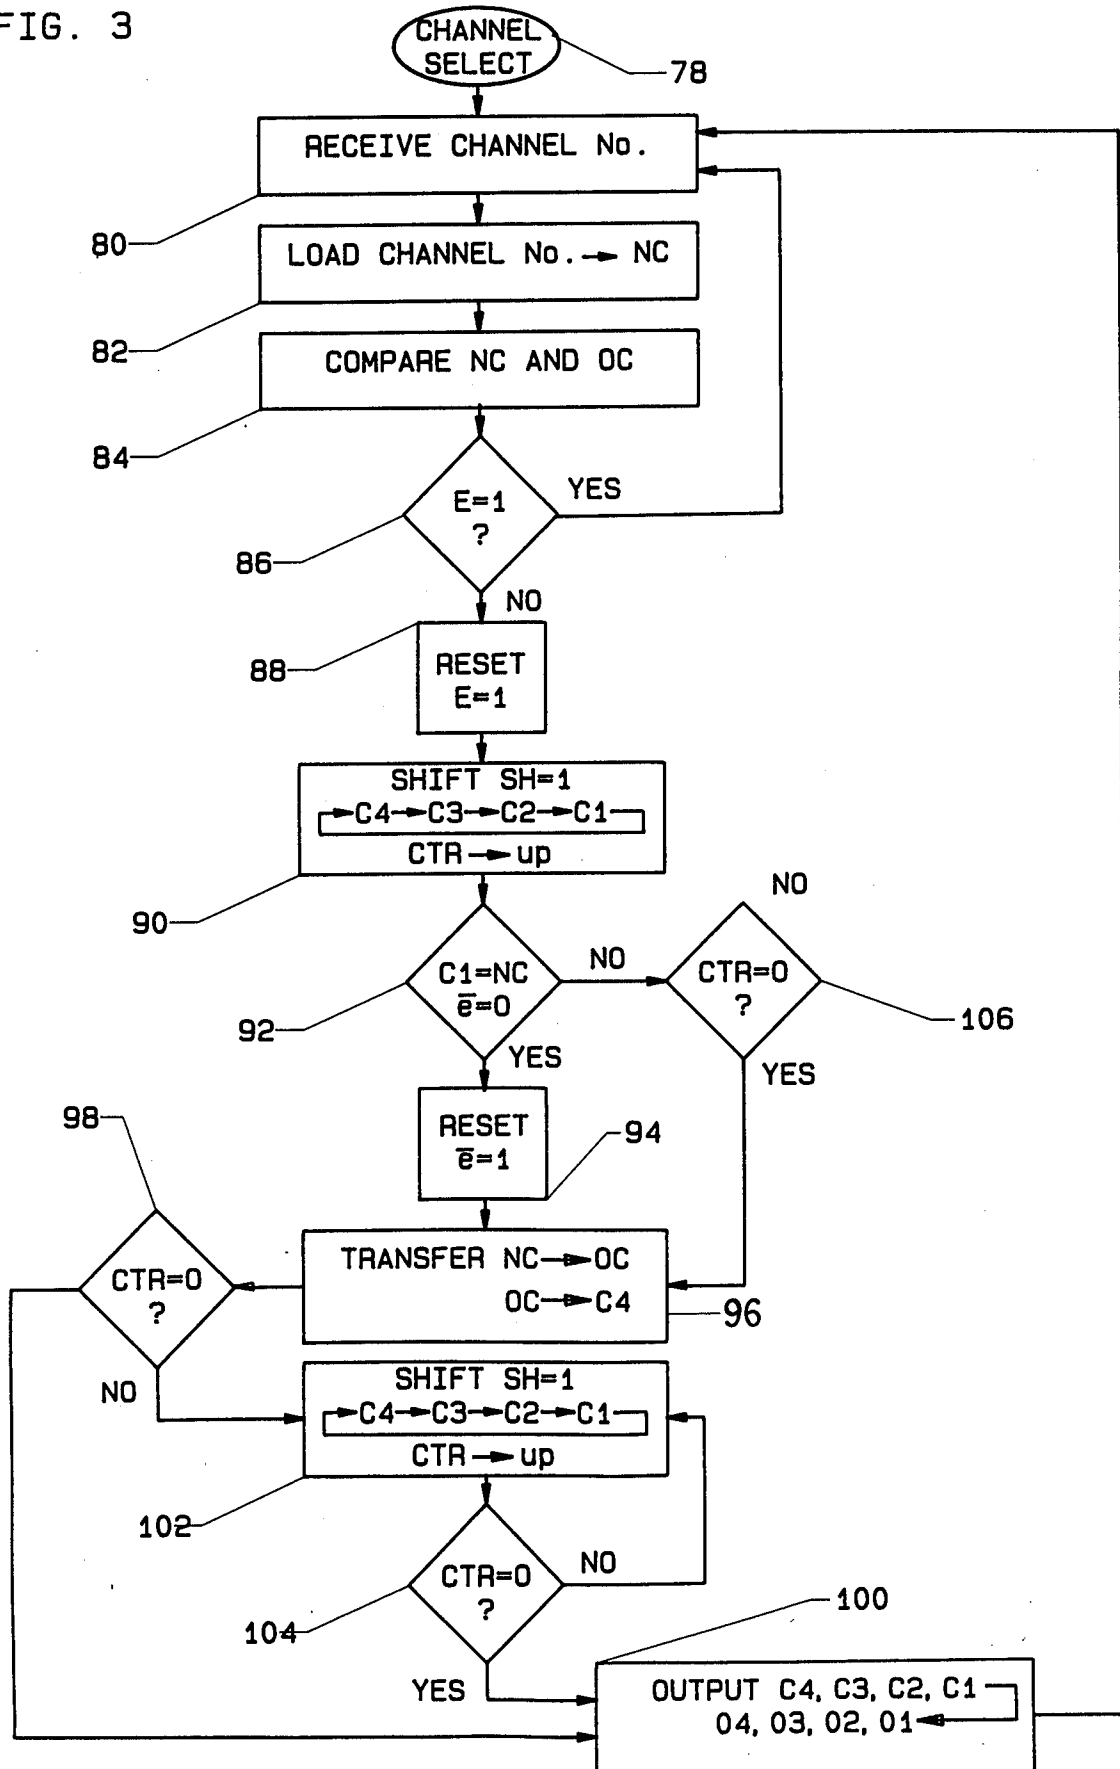 FIG. 3
CHANNEL
SELECT
78
RECEIVE CHANNEL No.
80
LOAD CHANNEL No. → NC
82
COMPARE NC AND OC
84
E=1
?
YES
86
NO
88
RESET
E=1
SHIFT SH=1
→C4→C3→C2→C1
CTR → up
90
NO
C1=NC
e̅=0
NO
CTR=0
?
92
106
YES
YES
98
RESET
e̅=1
94
TRANSFER NC→OC
OC→C4
96
CTR=0
?
NO
SHIFT SH=1
→C4→C3→C2→C1
CTR → up
102
CTR=0
?
NO
104
100
YES
OUTPUT C4, C3, C2, C1
O4, O3, O2, O1